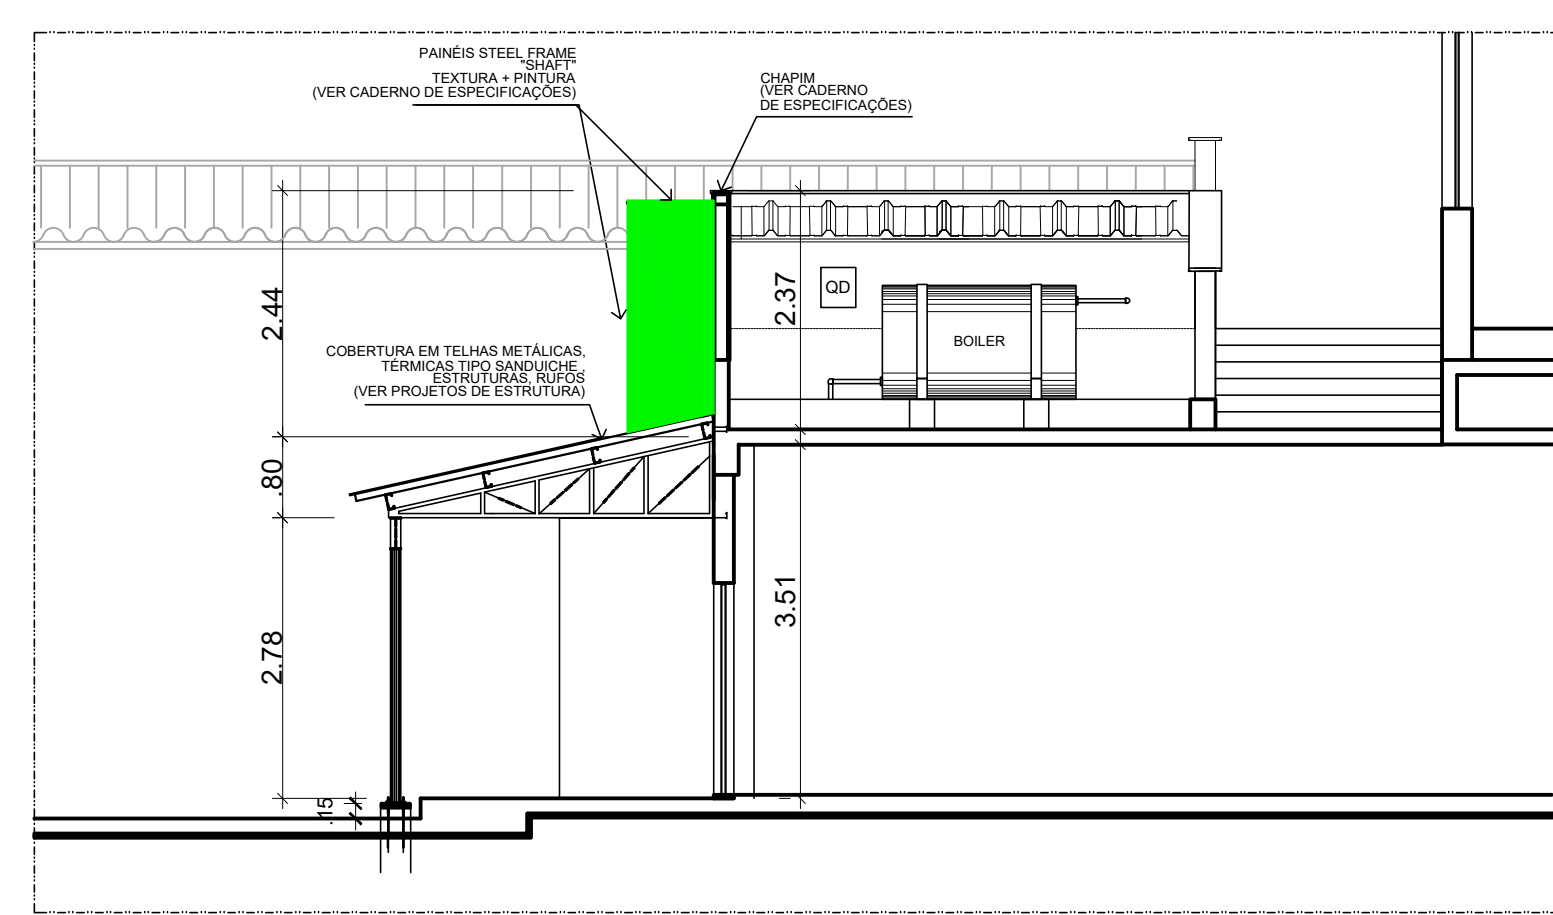 PAINÉIS STEEL FRAME
"SHAFT"
TEXTURA + PINTURA
(VER CADERNO DE ESPECIFICAÇÕES)
CHAPIM
(VER CADERNO
DE ESPECIFICAÇÕES)
2.44
2.37
QD
BOILER
COBERTURA EM TELHAS METÁLICAS,
TÉRMICAS TIPO SANDUICHE ,
ESTRUTURAS, RUFOS
(VER PROJETOS DE ESTRUTURA)
.80
3.51
2.78
.15